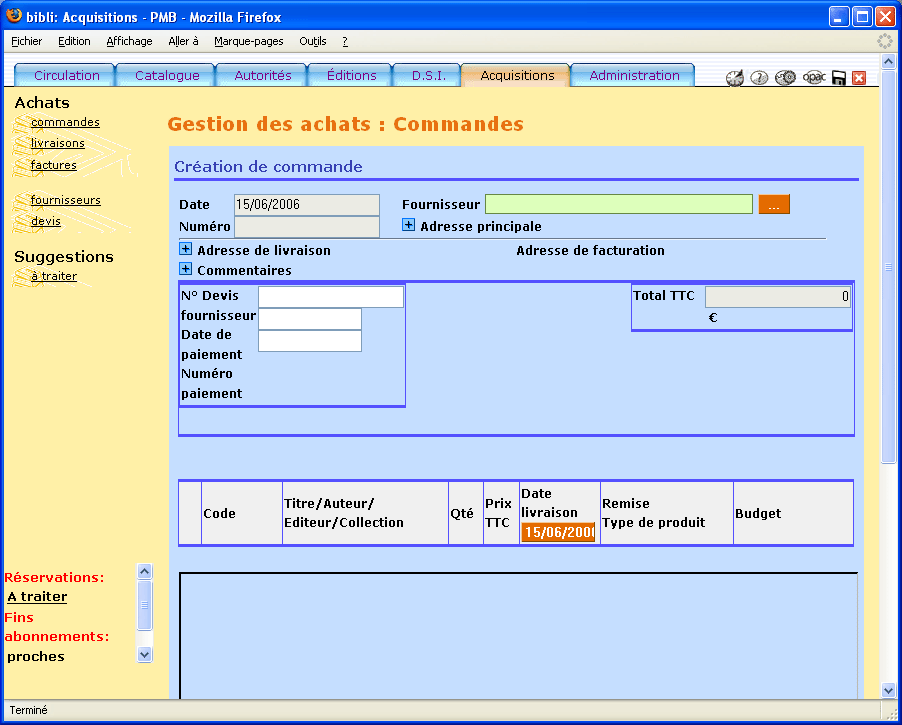 bibli: Acquisitions - PMB - Mozilla Firefox
Fichier Edition Affichage Aller à Marque-pages Outils ?
Circulation Catalogue Autorités Éditions D.S.I. Acquisitions Administration opac
Achats
commandes
livraisons
factures
fournisseurs
devis
Suggestions
à traiter
Réservations:
A traiter
Fins
abonnements:
proches
Gestion des achats : Commandes
Création de commande
Date 15/06/2006 Fournisseur ...
Numéro + Adresse principale
+ Adresse de livraison Adresse de facturation
+ Commentaires
N° Devis
fournisseur
Date de
paiement
Numéro
paiement
Total TTC 0
€
Code
Titre/Auteur/
Editeur/Collection
Qté
Prix
TTC
Date
livraison
15/06/200
Remise
Type de produit
Budget
Terminé